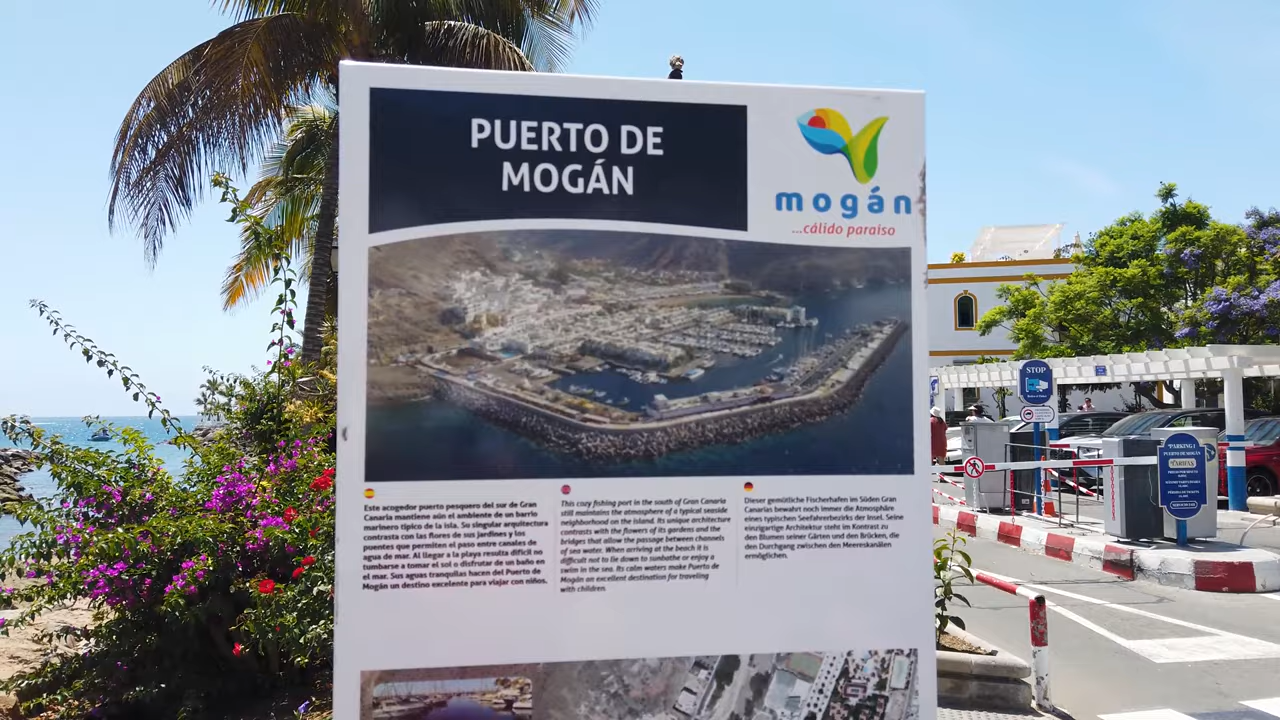 PUERTO DE
MOGÁN
mogán
...cálido paraíso
Este acogedor puerto pesquero del sur de Gran
Canaria mantiene aún el ambiente de un barrio
marinero típico de la isla. Su singular arquitectura
contrasta con las flores de sus jardines y los
puentes que permiten el paso entre canales de
agua de mar. Al llegar a la playa resulta difícil no
tumbarse a tomar el sol o disfrutar de un baño en
el mar. Sus aguas tranquilas hacen del Puerto de
Mogán un destino excelente para viajar con niños.
This cozy fishing port in the south of Gran Canaria
still maintains the atmosphere of a typical seaside
neighborhood on the island. Its unique architecture
contrasts with the flowers of its gardens and the
bridges that allow the passage between channels
of sea water. When arriving at the beach it is
difficult not to lie down to sunbathe or enjoy a
swim in the sea. Its calm waters make Puerto de
Mogán an excellent destination for traveling
with children.
Dieser gemütliche Fischerhafen im Süden Gran
Canarias bewahrt noch immer die Atmosphäre
eines typischen Seefahrerbezirks der Insel. Seine
einzigartige Architektur steht im Kontrast zu
den Blumen seiner Gärten und den Brücken, die
den Durchgang zwischen den Meereskanälen
ermöglichen.
STOP
PARKING 1
PUERTO DE MOGÁN
TARIFAS